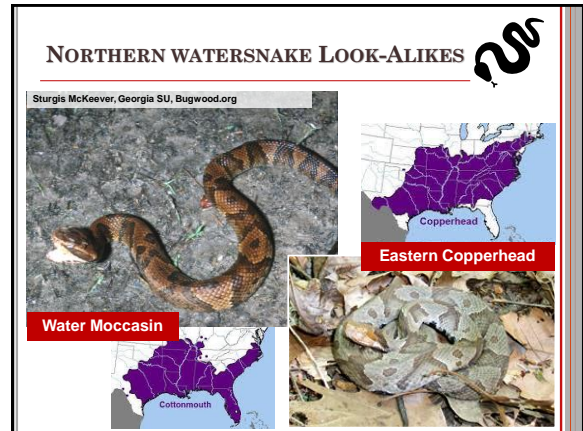 NORTHERN WATERSNAKE LOOK-ALIKES
Sturgis McKeever, Georgia SU, Bugwood.org
Copperhead
Eastern Copperhead
Water Moccasin
Cottonmouth